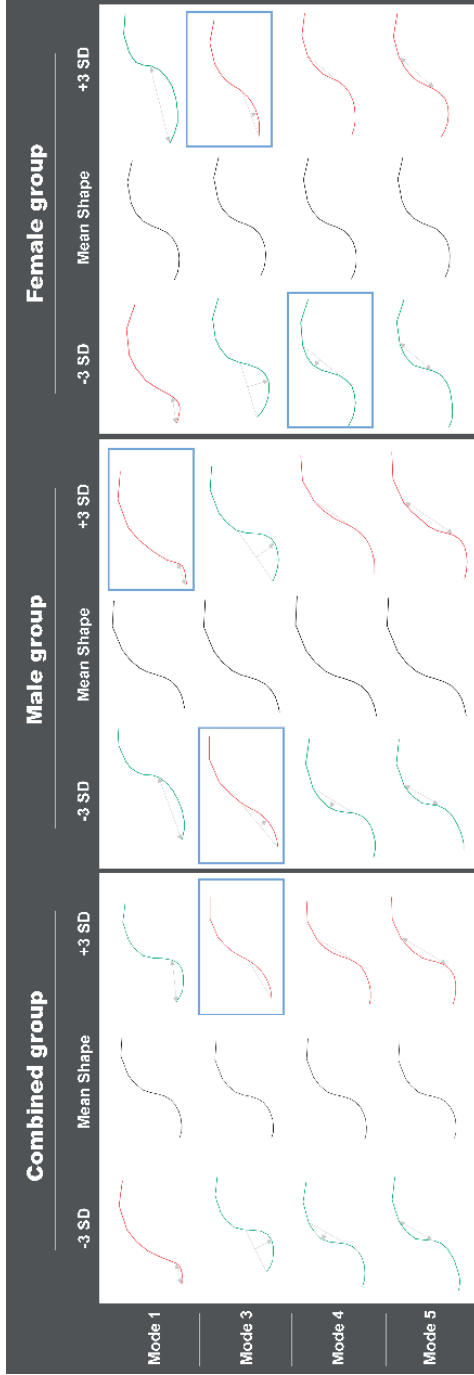 Combined group
Male group
Female group
-3 SD
Mean Shape
+3 SD
-3 SD
Mean Shape
+3 SD
-3 SD
Mean Shape
+3 SD
Mode 1
Mode 3
Mode 4
Mode 5